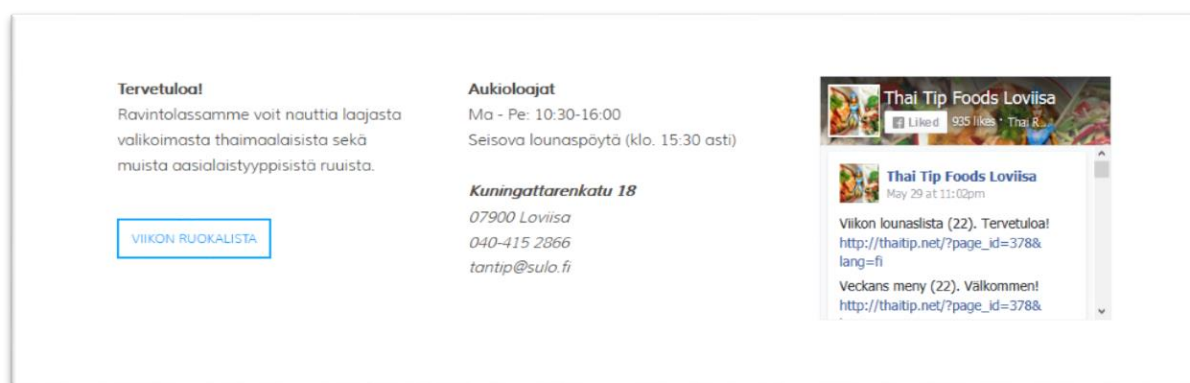 Tervetuloa!
Ravintolassamme voit nauttia laajasta
valikoimasta thaimaalaisista sekä
muista aasialaistyyppisistä ruuista.
VIIKON RUOKALISTA
Aukioloajat
Ma - Pe: 10:30-16:00
Seisova lounaspöytä (klo. 15:30 asti)
Kuningattarenkatu 18
07900 Loviisa
040-415 2866
tantip@sulo.fi
Thai Tip Foods Loviisa
Liked 935 likes · Thai R
Thai Tip Foods Loviisa
May 29 at 11:02pm
Viikon lounaslista (22). Tervetuloa!
http://thaitip.net/?page_id=378&
lang=fi
Veckans meny (22). Välkommen!
http://thaitip.net/?page_id=378&